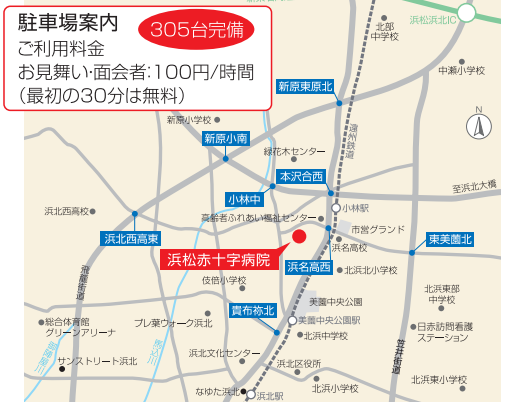 駐車場案内
305台完備
ご利用料金
お見舞い・面会者：100円/時間
（最初の30分は無料）
北部
中学校
浜松浜北IC
中瀬小学校
新原東原北
新原小学校
新原小南
緑花木センター
遠州鉄道
N
本沢合西
小林中
小林駅
至浜北大橋
浜北西高校
高齢者ふれあい福祉センター
市営グランド
浜北西高東
浜松赤十字病院
浜名高校
東美薗北
浜名高西
北浜北小学校
飛龍街道
伎倍小学校
北浜東部
中学校
美薗中央公園
貴布祢北
プレ葉ウォーク浜北
美薗中央公園駅
総合体育館
グリーンアリーナ
北浜中学校
日赤訪問看護
ステーション
笠井街道
サンストリート浜北
浜北文化センター
浜北区役所
北浜小学校
北浜東小学校
なゆた浜北
浜北駅